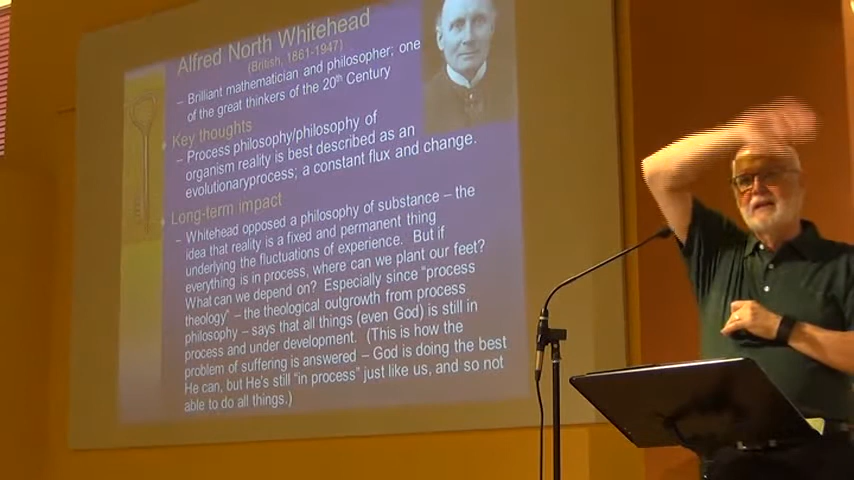 Alfred North Whitehead
(British, 1861-1947)
– Brilliant mathematician and philosopher; one
of the great thinkers of the 20th Century
Key thoughts
– Process philosophy/philosophy of
organism reality is best described as an
evolutionaryprocess; a constant flux and change.
Long-term impact
– Whitehead opposed a philosophy of substance – the
idea that reality is a fixed and permanent thing
underlying the fluctuations of experience. But if
everything is in process, where can we plant our feet?
What can we depend on? Especially since "process
theology" – the theological outgrowth from process
philosophy – says that all things (even God) is still in
process and under development. (This is how the
problem of suffering is answered – God is doing the best
He can, but He's still "in process" just like us, and so not
able to do all things.)